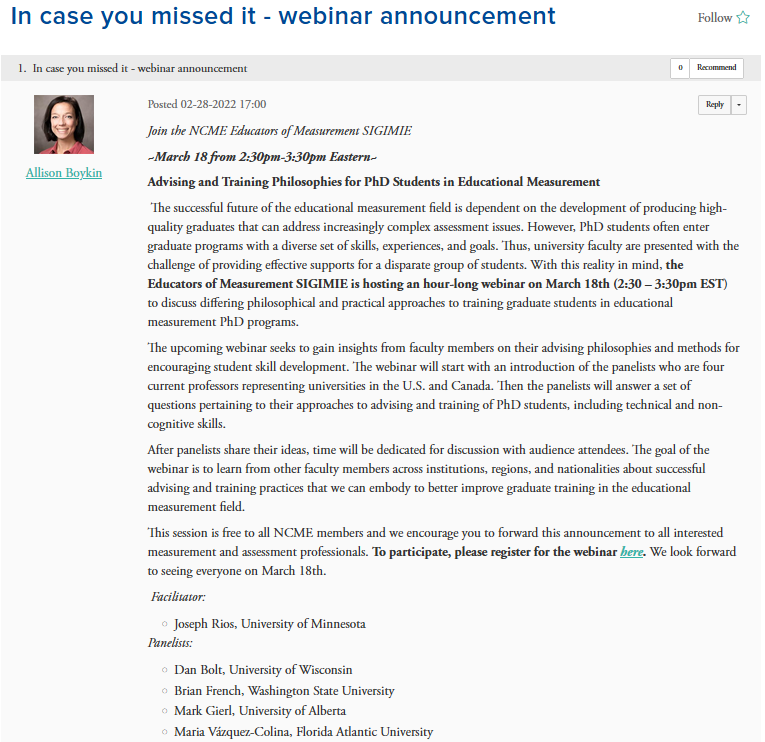 In case you missed it - webinar announcement
Follow
1. In case you missed it - webinar announcement
0 Recommend
Posted 02-28-2022 17:00
Reply
Allison Boykin
Join the NCME Educators of Measurement SIGIMIE
~March 18 from 2:30pm-3:30pm Eastern~
Advising and Training Philosophies for PhD Students in Educational Measurement
The successful future of the educational measurement field is dependent on the development of producing high-
quality graduates that can address increasingly complex assessment issues. However, PhD students often enter
graduate programs with a diverse set of skills, experiences, and goals. Thus, university faculty are presented with the
challenge of providing effective supports for a disparate group of students. With this reality in mind, the
Educators of Measurement SIGIMIE is hosting an hour-long webinar on March 18th (2:30 – 3:30pm EST)
to discuss differing philosophical and practical approaches to training graduate students in educational
measurement PhD programs.
The upcoming webinar seeks to gain insights from faculty members on their advising philosophies and methods for
encouraging student skill development. The webinar will start with an introduction of the panelists who are four
current professors representing universities in the U.S. and Canada. Then the panelists will answer a set of
questions pertaining to their approaches to advising and training of PhD students, including technical and non-
cognitive skills.
After panelists share their ideas, time will be dedicated for discussion with audience attendees. The goal of the
webinar is to learn from other faculty members across institutions, regions, and nationalities about successful
advising and training practices that we can embody to better improve graduate training in the educational
measurement field.
This session is free to all NCME members and we encourage you to forward this announcement to all interested
measurement and assessment professionals. To participate, please register for the webinar here. We look forward
to seeing everyone on March 18th.
Facilitator:
Joseph Rios, University of Minnesota
Panelists:
Dan Bolt, University of Wisconsin
Brian French, Washington State University
Mark Gierl, University of Alberta
Maria Vázquez-Colina, Florida Atlantic University